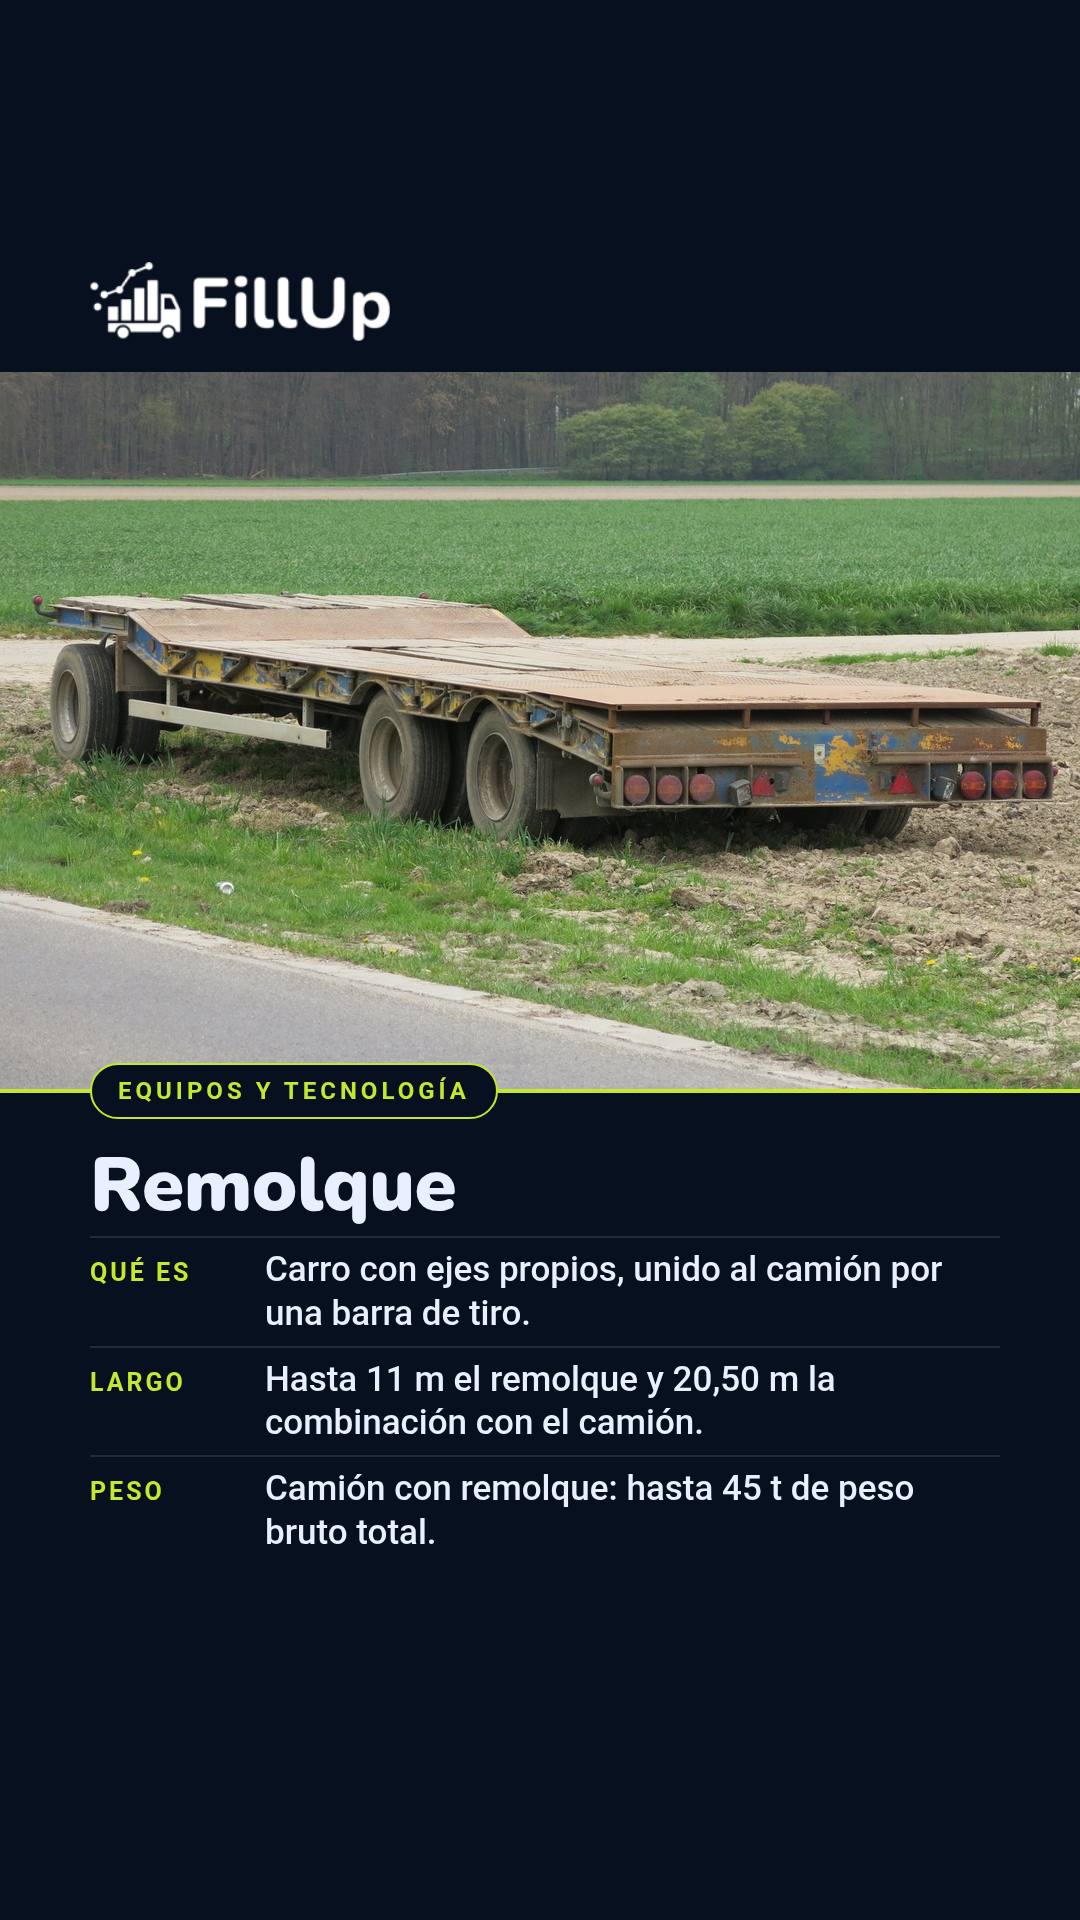 FillUp
EQUIPOS Y TECNOLOGÍA
Remolque
QUÉ ES
Carro con ejes propios, unido al camión por
una barra de tiro.
LARGO
Hasta 11 m el remolque y 20,50 m la
combinación con el camión.
PESO
Camión con remolque: hasta 45 t de peso
bruto total.